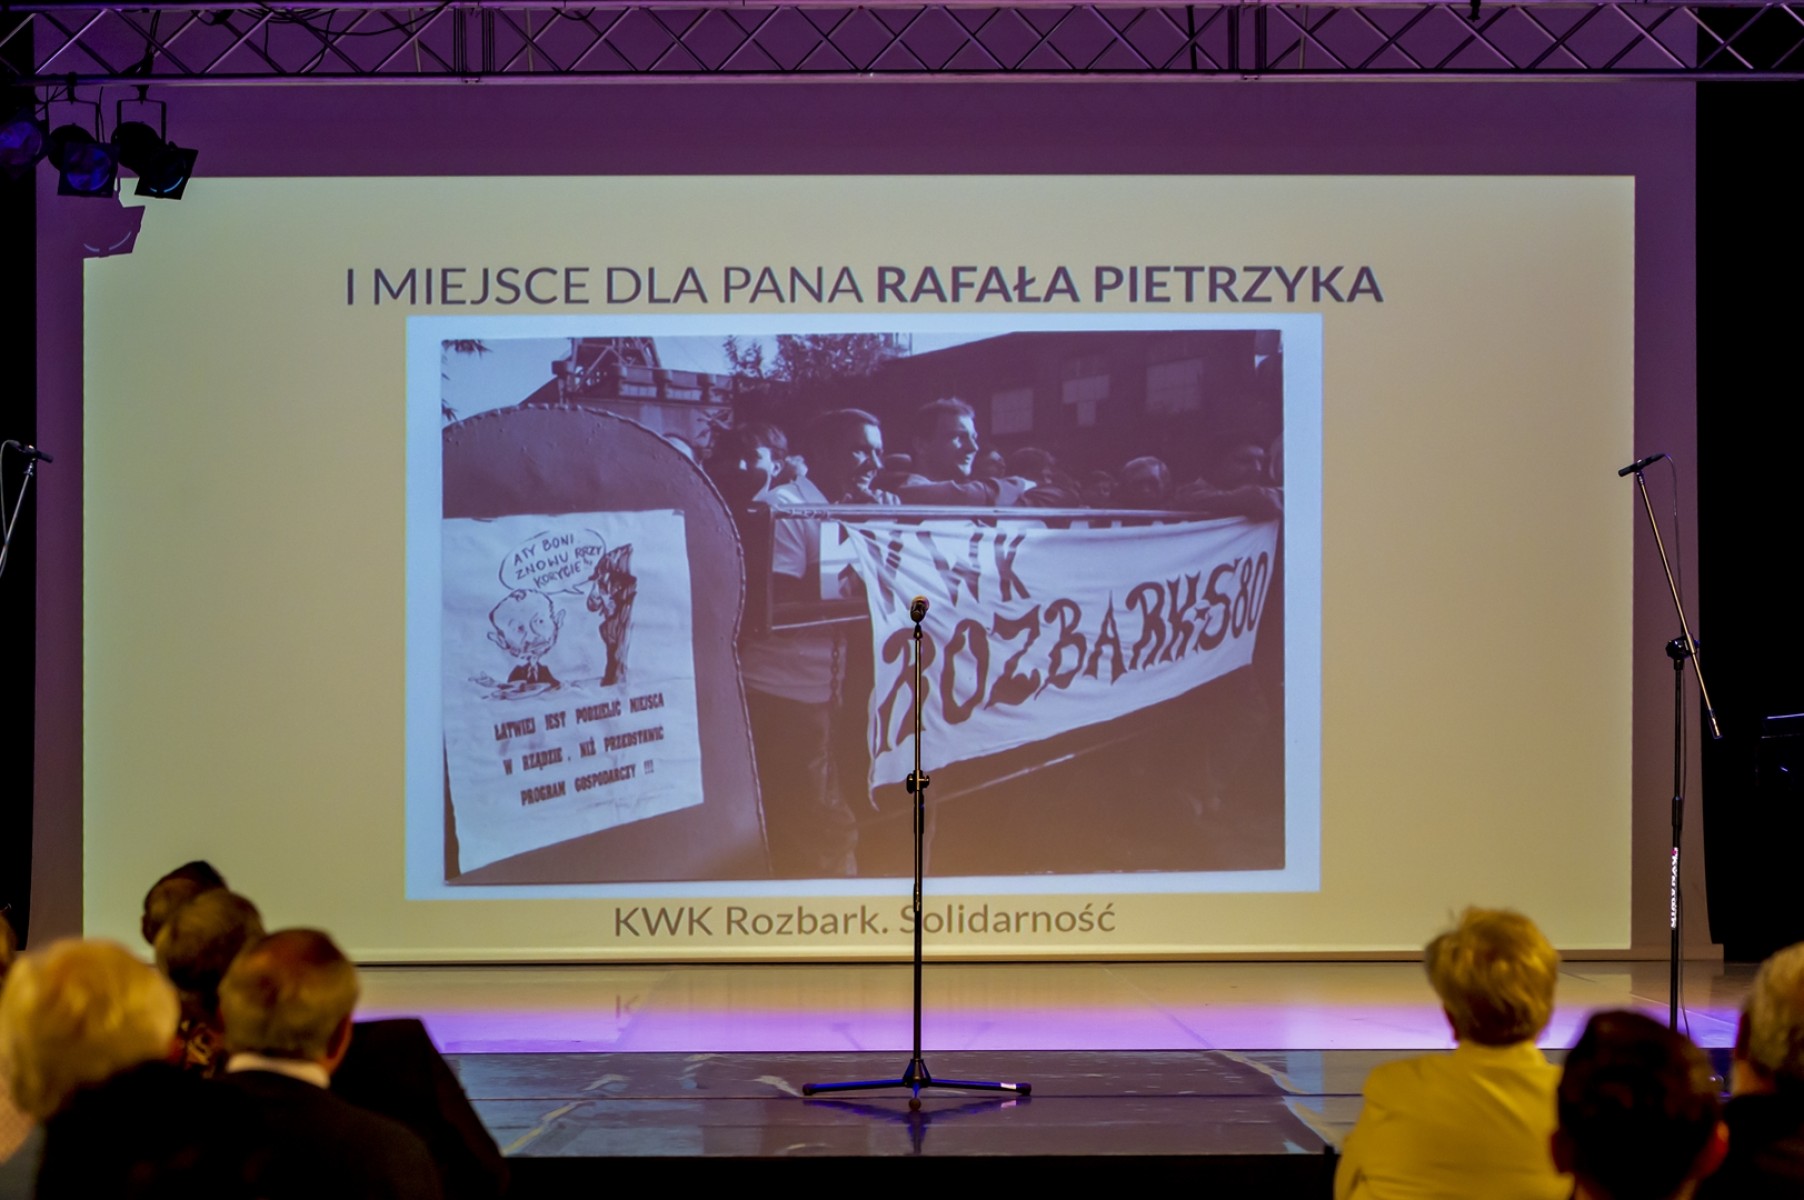 I MIEJSCE DLA PANA RAFAŁA PIETRZYKA
A TY BONI
ZNOWU PRZY
KORYCIE?
ŁATWIEJ JEST PODZIELIĆ MIEJSCA
W RZĄDZIE, NIŻ PRZEDSTAWIĆ
PROGRAM GOSPODARCZY !!!
KWK
ROZBARK-S80
KWK Rozbark. Solidarność